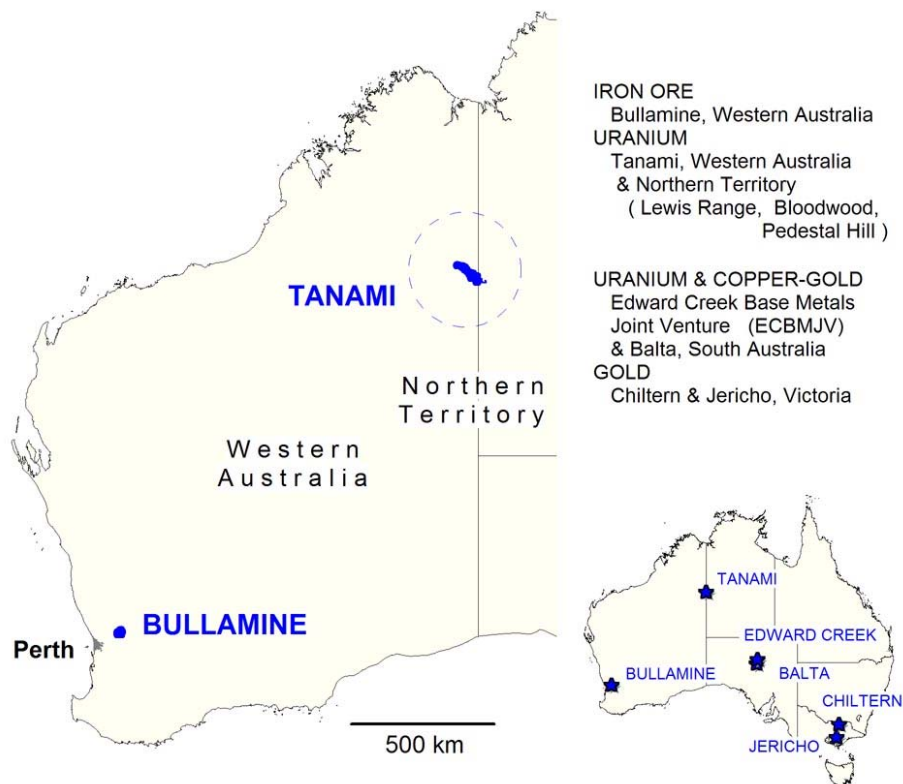 IRON ORE
Bullamine, Western Australia
URANIUM
Tanami, Western Australia
& Northern Territory
( Lewis Range, Bloodwood,
Pedestal Hill )
URANIUM & COPPER-GOLD
Edward Creek Base Metals
Joint Venture (ECBMJV)
& Balta, South Australia
GOLD
Chiltern & Jericho, Victoria
TANAMI
Northern
Territory
Western
Australia
BULLAMINE
Perth
500 km
TANAMI
EDWARD CREEK
BULLAMINE
BALTA
CHILTERN
JERICHO